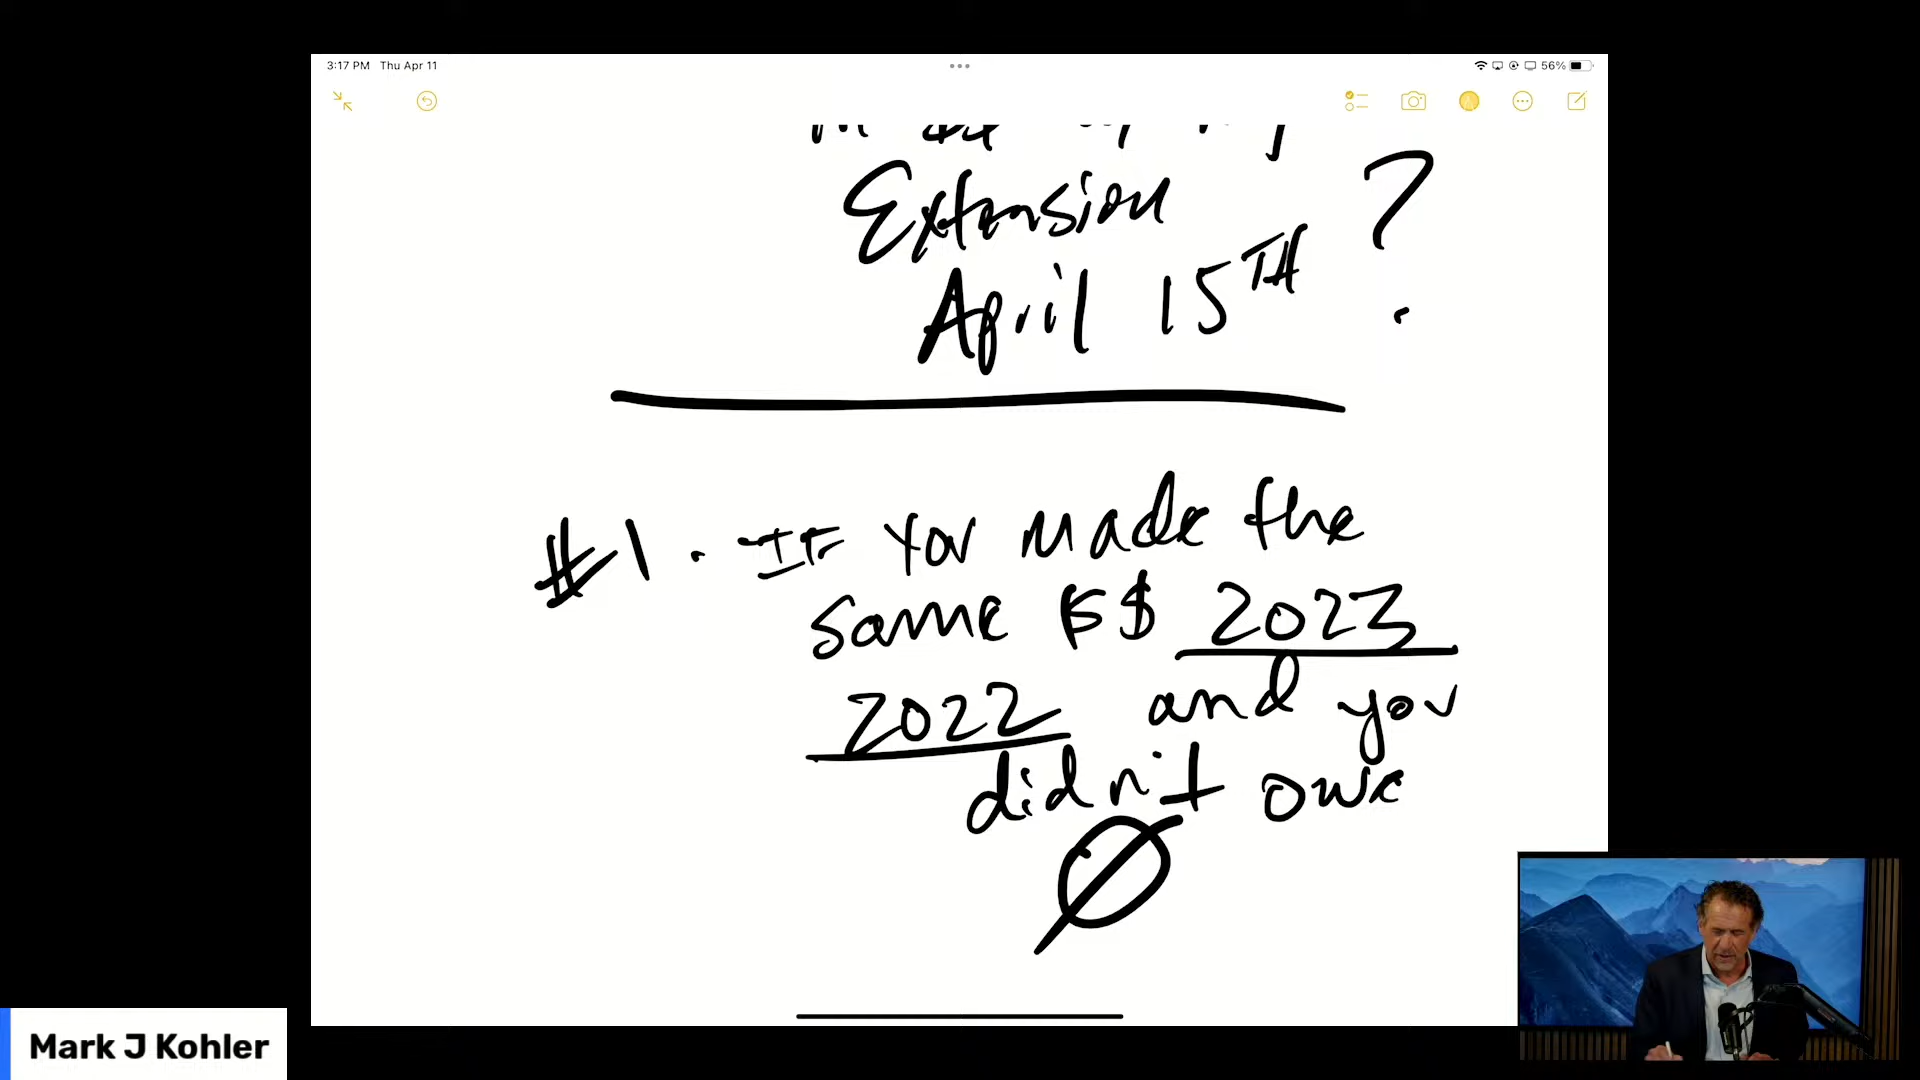 3:17 PM Thu Apr 11
56%
Extension ?
April 15TH
#1. IF You Made the
same $$ 2023
2022 and you
didn't owe
Ø
Mark J Kohler